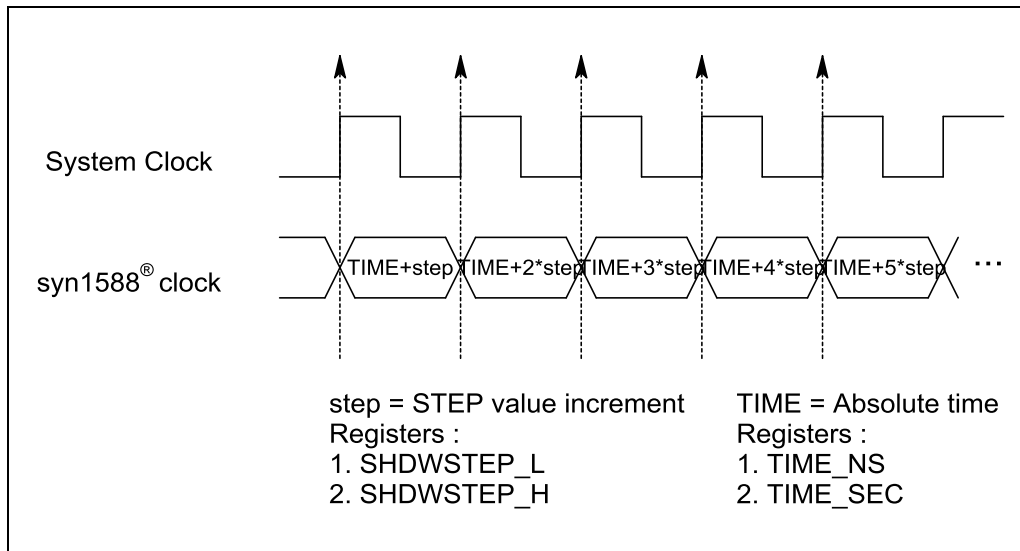 System Clock
syn1588® clock
TIME+step TIME+2*step TIME+3*step TIME+4*step TIME+5*step ...
step = STEP value increment
Registers :
1. SHDWSTEP_L
2. SHDWSTEP_H
TIME = Absolute time
Registers :
1. TIME_NS
2. TIME_SEC